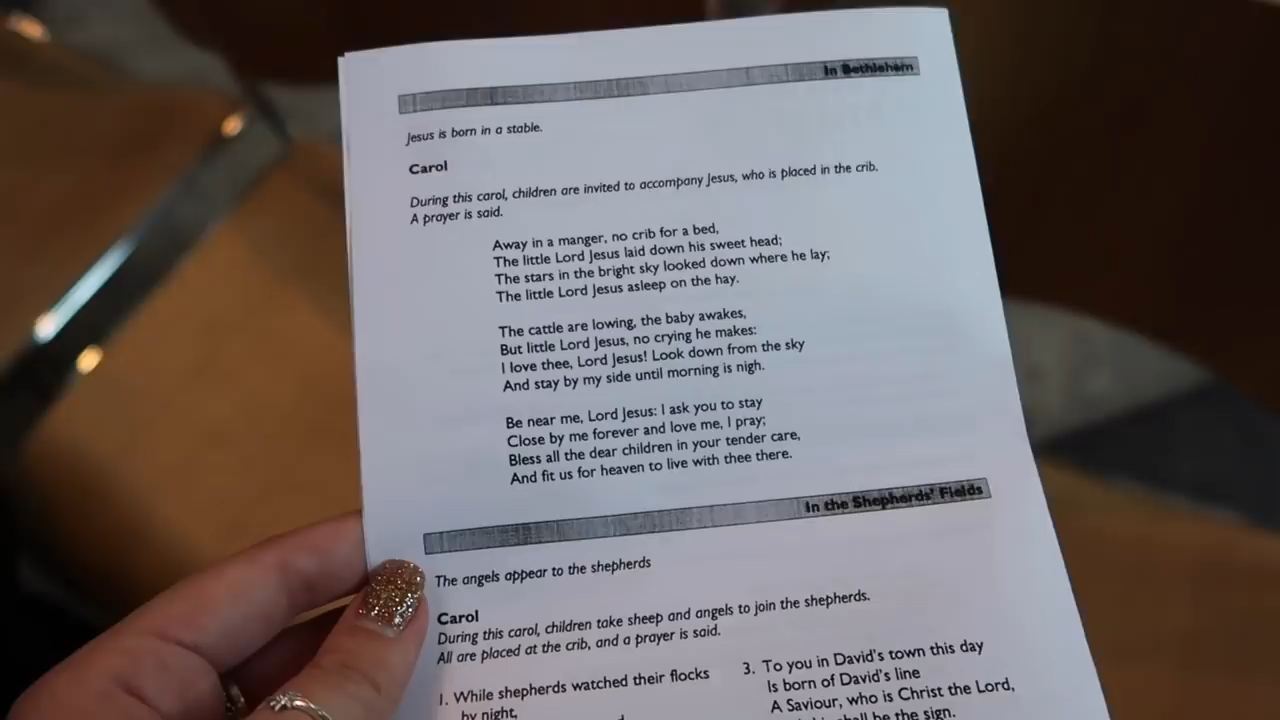 In Bethlehem
Jesus is born in a stable.
Carol
During this carol, children are invited to accompany Jesus, who is placed in the crib.
A prayer is said.
Away in a manger, no crib for a bed,
The little Lord Jesus laid down his sweet head;
The stars in the bright sky looked down where he lay;
The little Lord Jesus asleep on the hay.
The cattle are lowing, the baby awakes,
But little Lord Jesus, no crying he makes:
I love thee, Lord Jesus! Look down from the sky
And stay by my side until morning is nigh.
Be near me, Lord Jesus: I ask you to stay
Close by me forever and love me, I pray;
Bless all the dear children in your tender care,
And fit us for heaven to live with thee there.
In the Shepherds' Fields
The angels appear to the shepherds
Carol
During this carol, children take sheep and angels to join the shepherds.
All are placed at the crib, and a prayer is said.
1. While shepherds watched their flocks
by night,
3. To you in David's town this day
Is born of David's line
A Saviour, who is Christ the Lord,
shall be the sign.